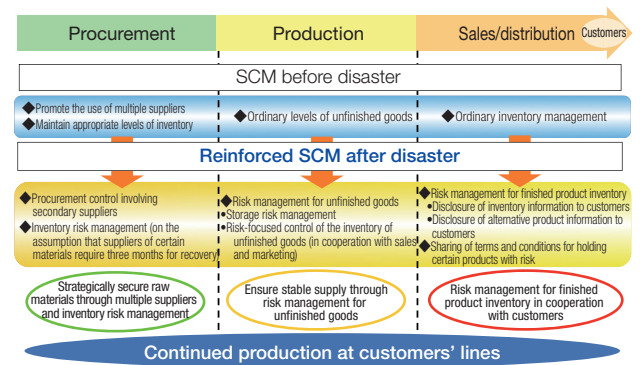 Procurement
Production
Sales/distribution
Customers
SCM before disaster
◆Promote the use of multiple suppliers
◆Maintain appropriate levels of inventory
◆Ordinary levels of unfinished goods
◆Ordinary inventory management
Reinforced SCM after disaster
◆Procurement control involving
secondary suppliers
◆Inventory risk management (on the
assumption that suppliers of certain
materials require three months for recovery)
◆Risk management for unfinished goods
•Storage risk management
•Risk-focused control of the inventory of
unfinished goods (in cooperation with sales
and marketing)
◆Risk management for finished product inventory
•Disclosure of inventory information to customers
•Disclosure of alternative product information to
customers
◆Sharing of terms and conditions for holding
certain products with risk
Strategically secure raw
materials through multiple suppliers
and inventory risk management
Ensure stable supply through
risk management for
unfinished goods
Risk management for finished
product inventory in cooperation
with customers
Continued production at customers' lines